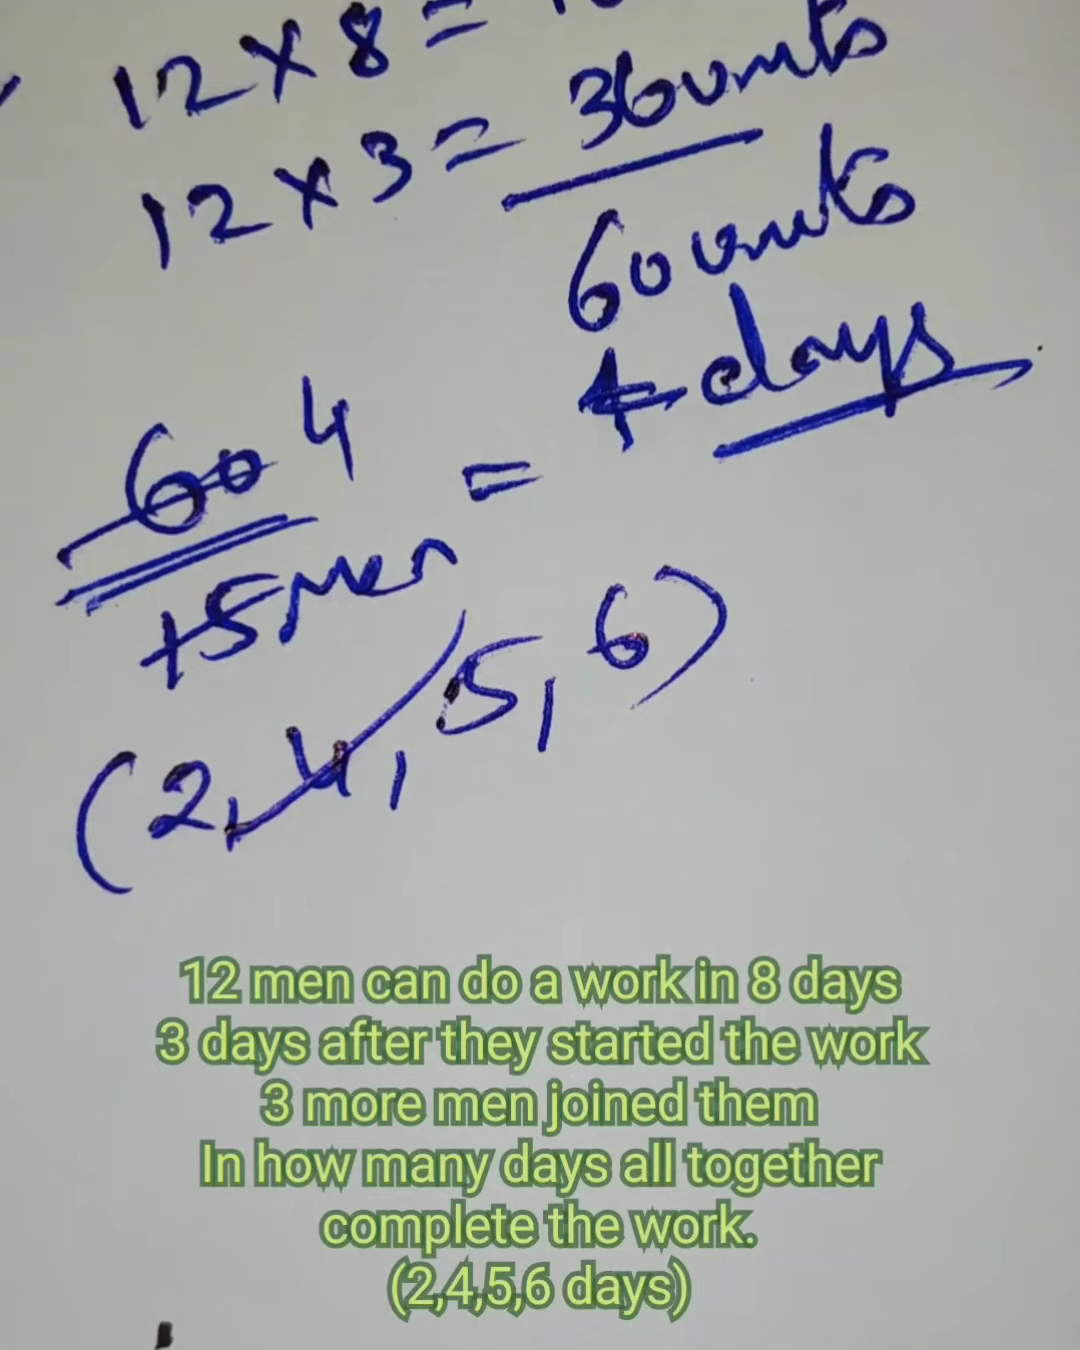 12 × 8 =
12 × 3 = 36 units
60 units
60 4 = 4 days
15 Men
(2, 4, 5, 6)
12 men can do a work in 8 days
3 days after they started the work
3 more men joined them
In how many days all together
complete the work.
(2,4,5,6 days)